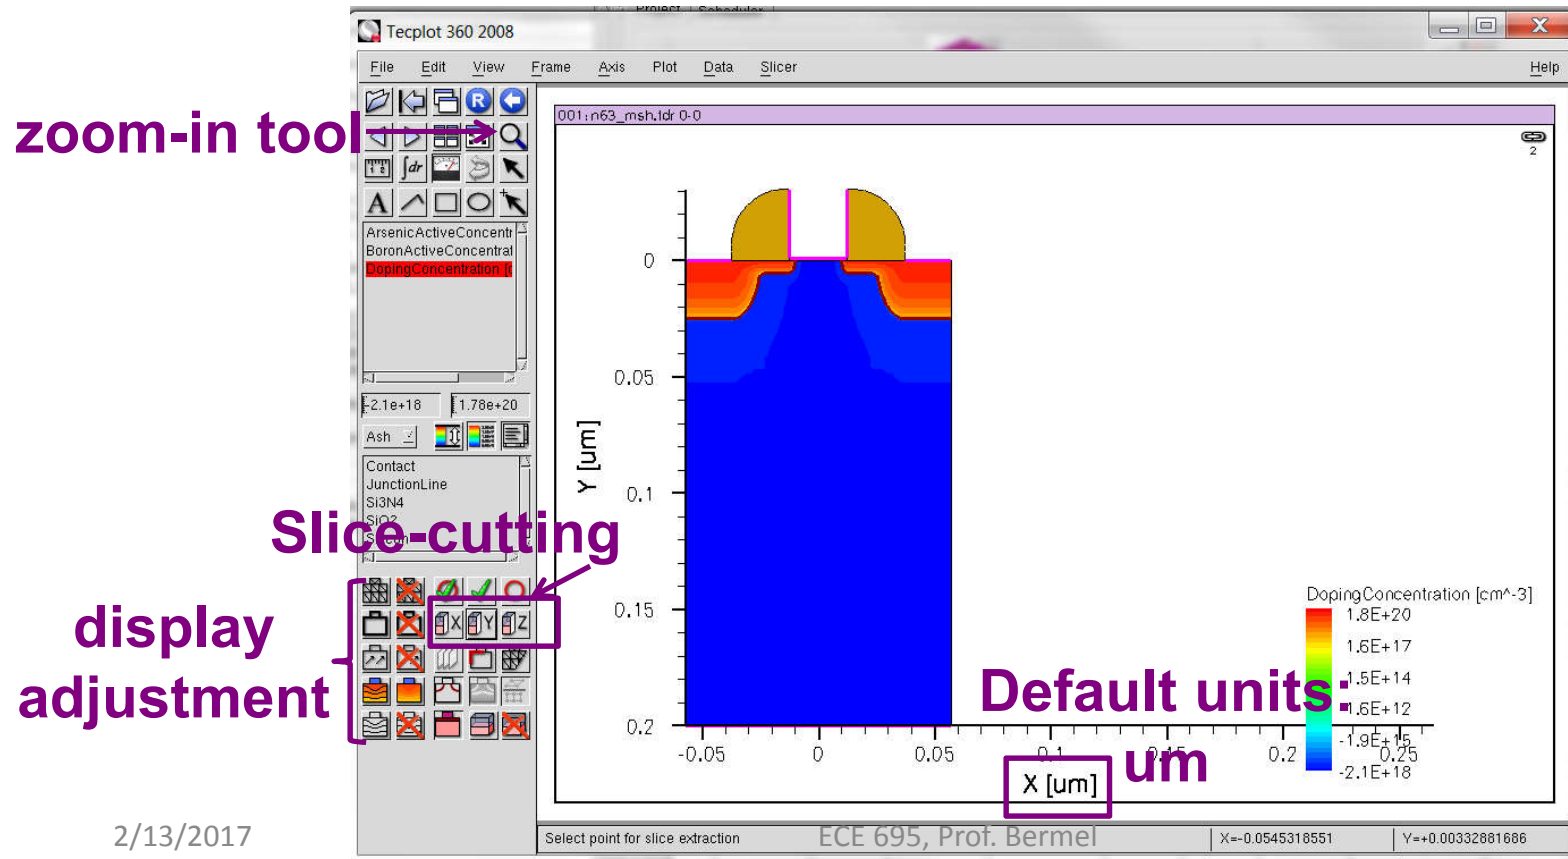 Project Scheduler
Tecplot 360 2008
File Edit View Frame Axis Plot Data Slicer Help
zoom-in tool
001:n63_msh.tdr 0-0
2
ArsenicActiveConcentr
BoronActiveConcentrat
DopingConcentration [c
-2.1e+18 1.78e+20
Ash
Contact
JunctionLine
Si3N4
SiO2
Slice-cutting
display
adjustment
X Y Z
0
0.05
0.1
0.15
0.2
Y [um]
-0.05 0 0.05 0.1 0.15 0.2 0.25
X [um]
DopingConcentration [cm^-3]
1.8E+20
1.6E+17
1.5E+14
-1.6E+12
-1.9E+15
-2.1E+18
Default units:
um
Select point for slice extraction
X=-0.0545318551
Y=+0.00332881686
2/13/2017
ECE 695, Prof. Bermel